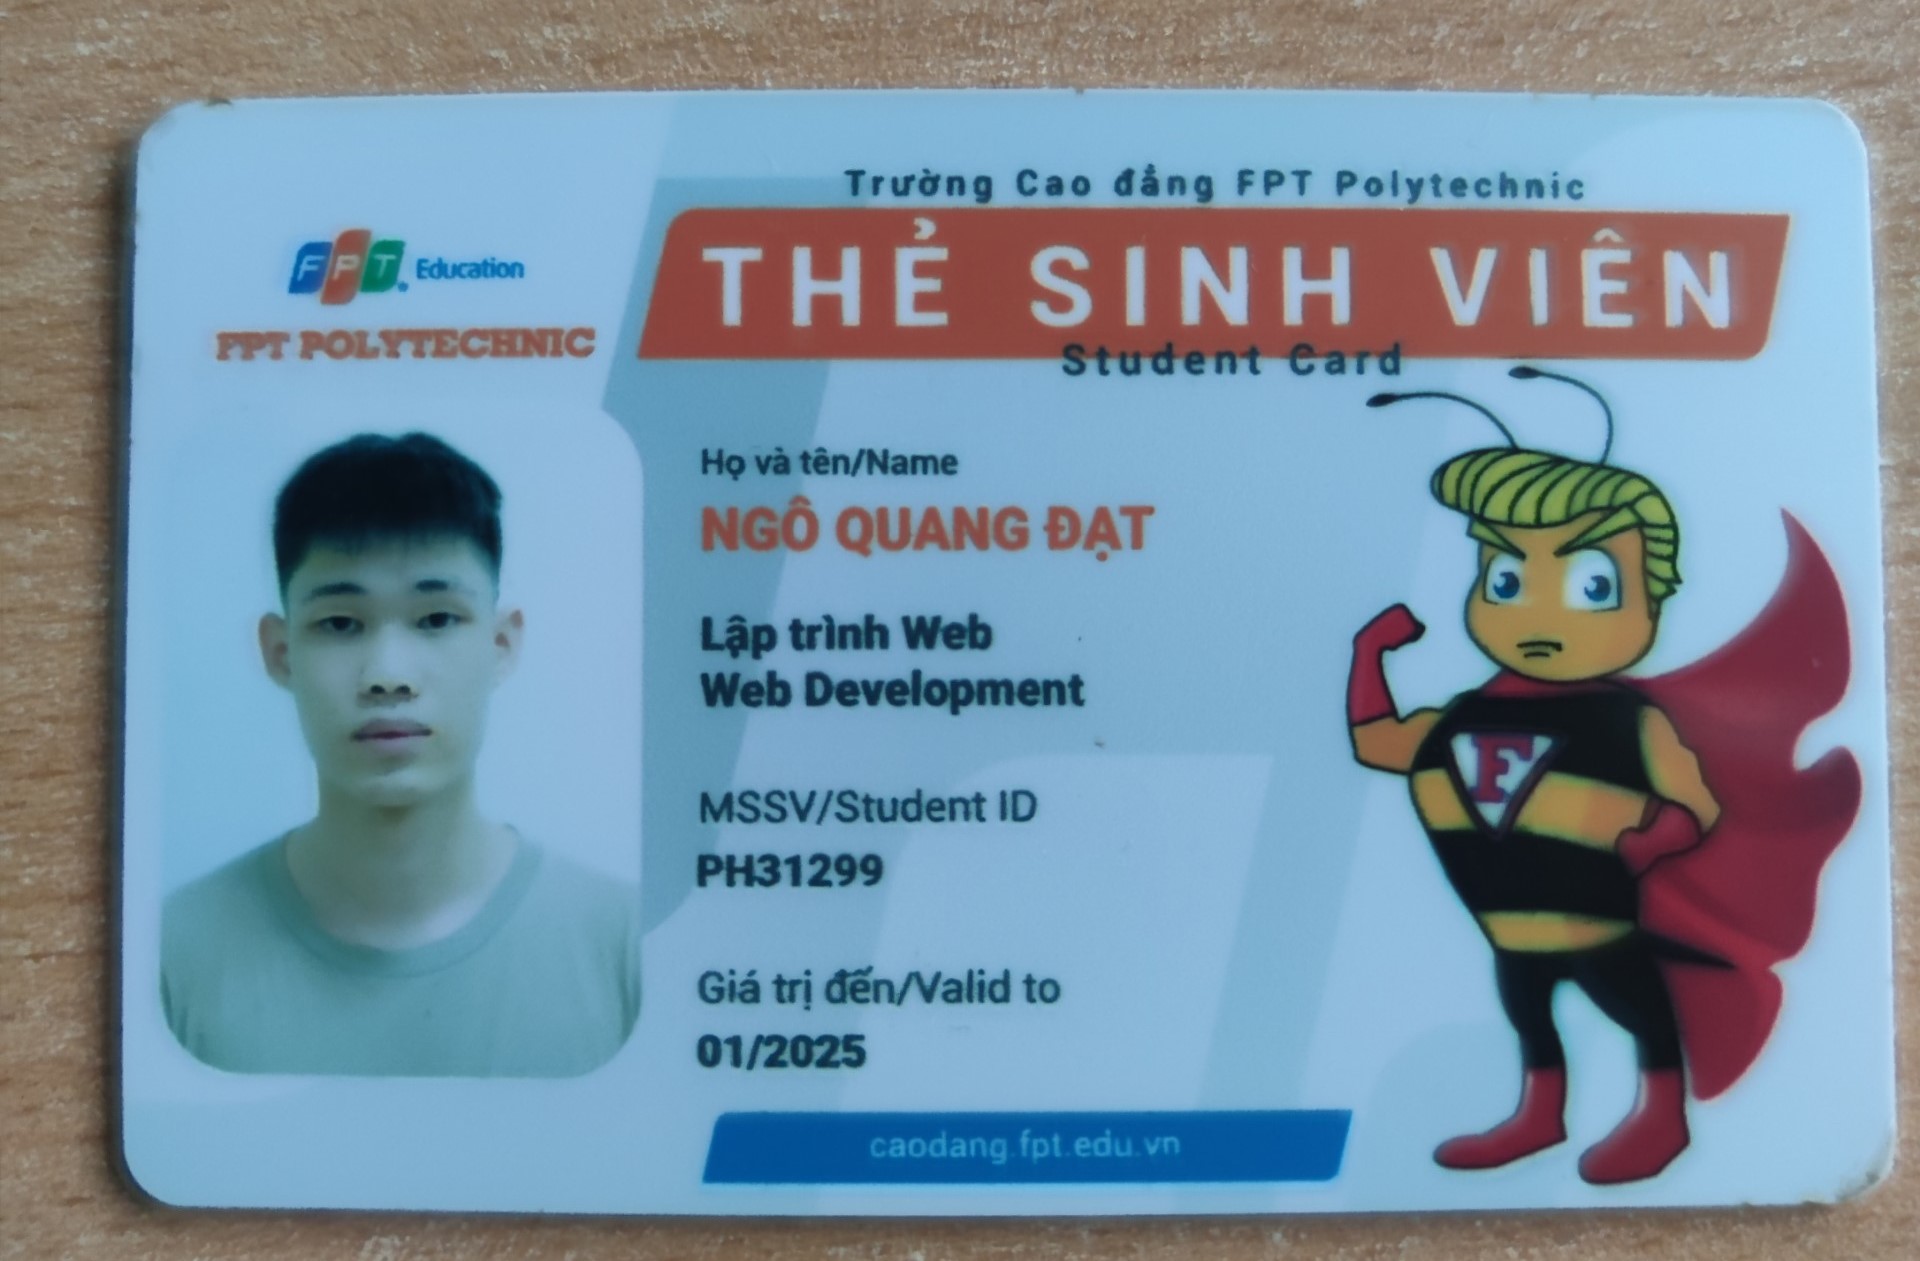 Trường Cao đẳng FPT Polytechnic
FPT Education
FPT POLYTECHNIC
THẺ SINH VIÊN
Student Card
Họ và tên/Name
NGÔ QUANG ĐẠT
Lập trình Web
Web Development
F
MSSV/Student ID
PH31299
Giá trị đến/Valid to
01/2025
caodang.fpt.edu.vn